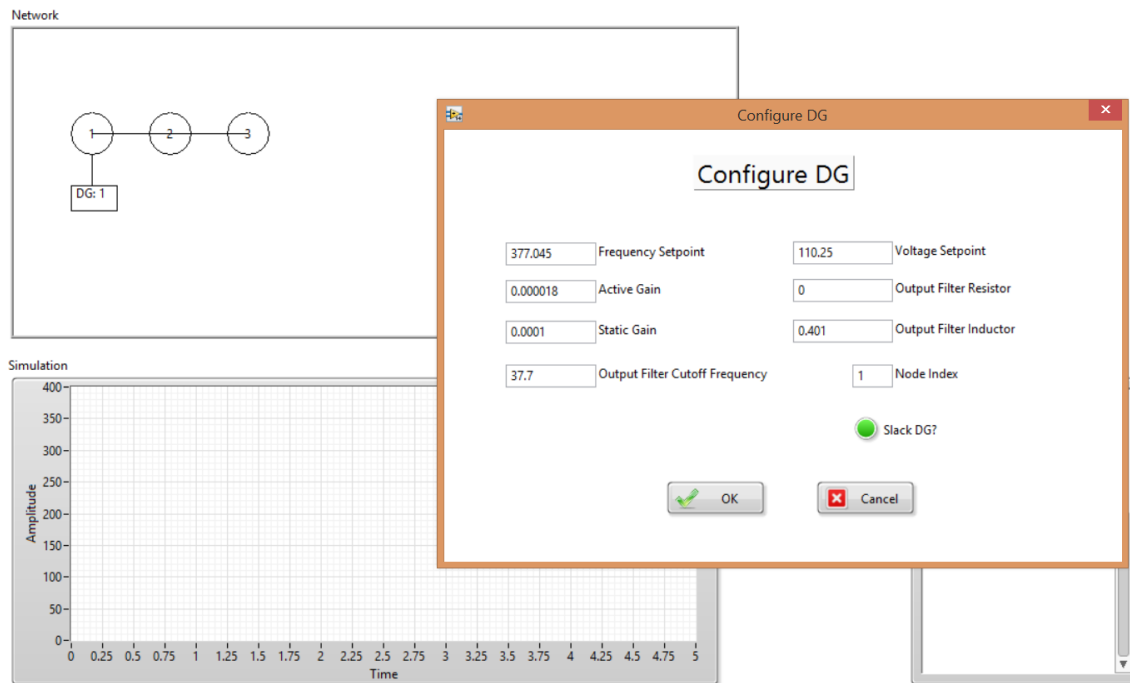 Network
1 2 3
DG: 1
Configure DG
Configure DG
377.045 Frequency Setpoint 110.25 Voltage Setpoint
0.000018 Active Gain 0 Output Filter Resistor
0.0001 Static Gain 0.401 Output Filter Inductor
37.7 Output Filter Cutoff Frequency 1 Node Index
Slack DG?
OK Cancel
Simulation
400
350
300
250
200
150
100
50
0
Amplitude
0 0.25 0.5 0.75 1 1.25 1.5 1.75 2 2.25 2.5 2.75 3 3.25 3.5 3.75 4 4.25 4.5 4.75 5
Time